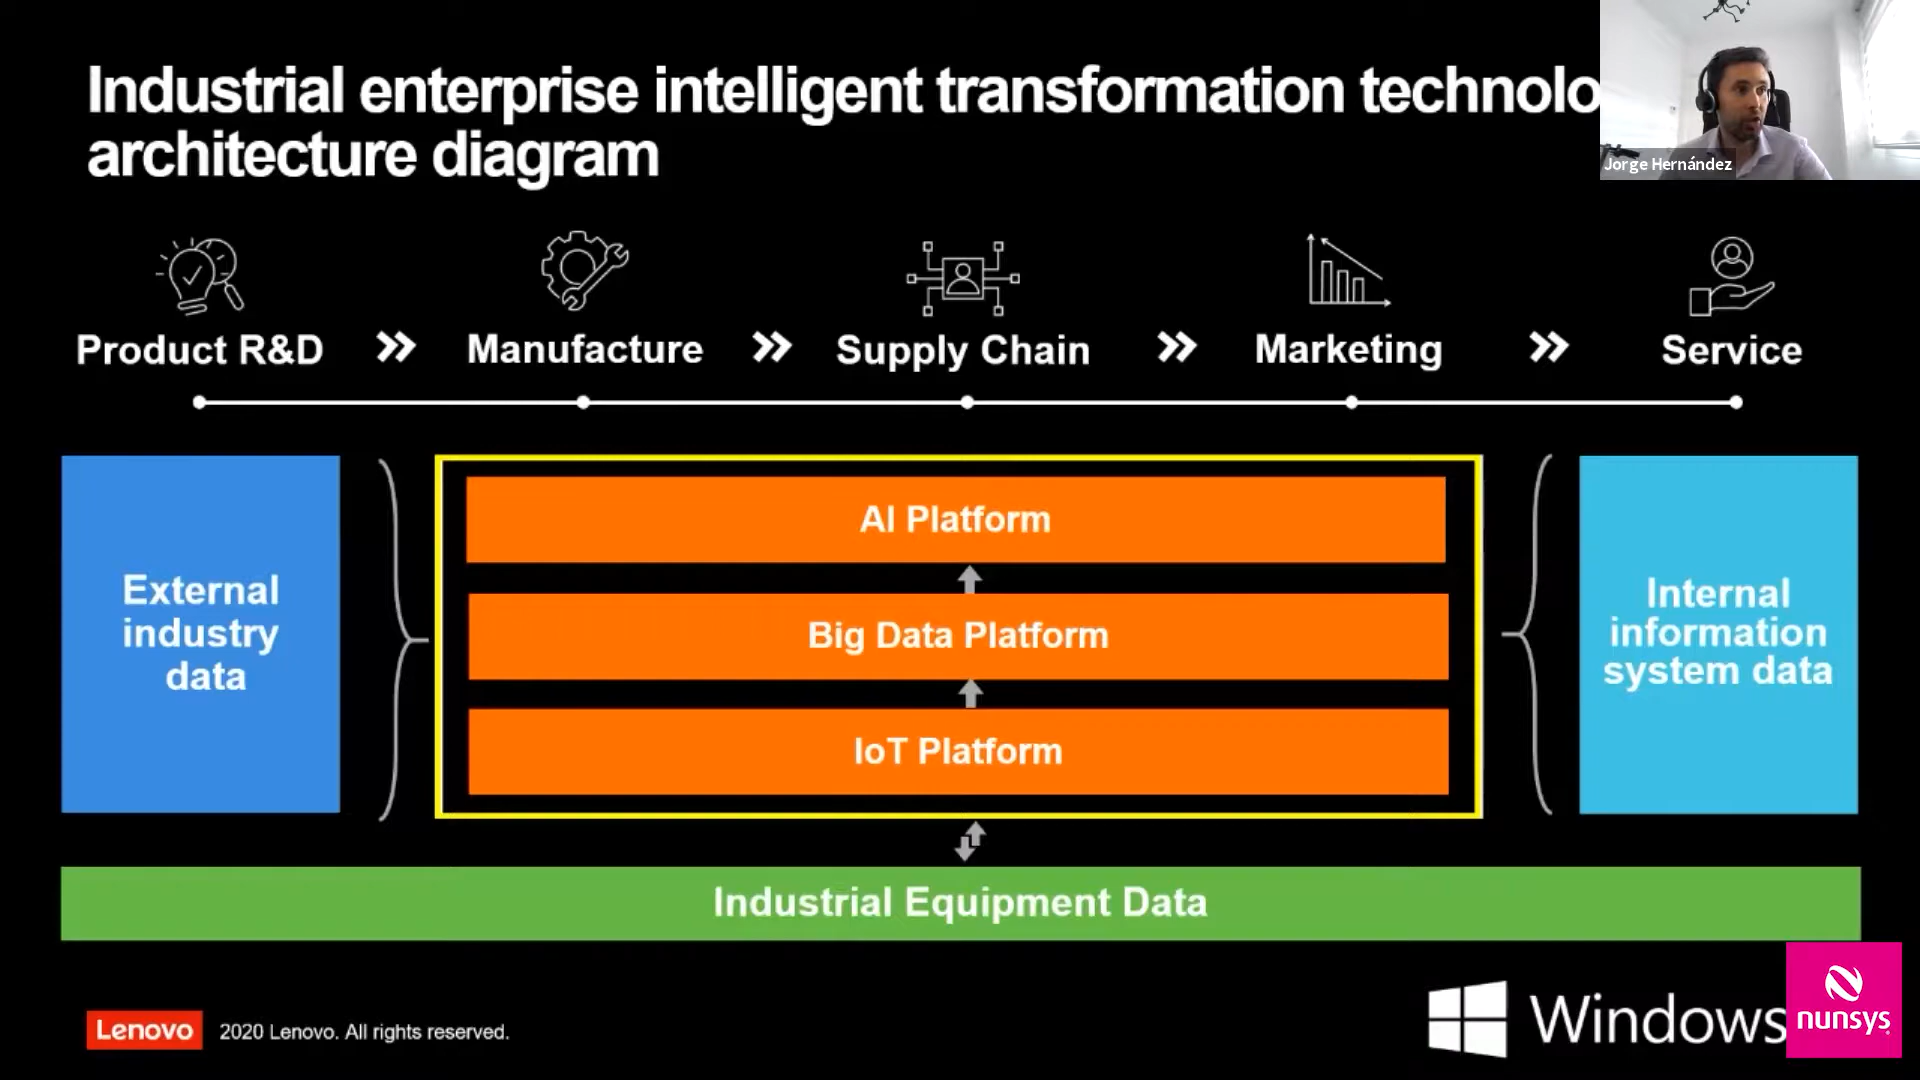 Industrial enterprise intelligent transformation technolo
architecture diagram
Jorge Hernández
Product R&D » Manufacture » Supply Chain » Marketing » Service
External
industry
data
AI Platform
Big Data Platform
IoT Platform
Internal
information
system data
Industrial Equipment Data
Lenovo 2020 Lenovo. All rights reserved.
Windows
nunsys